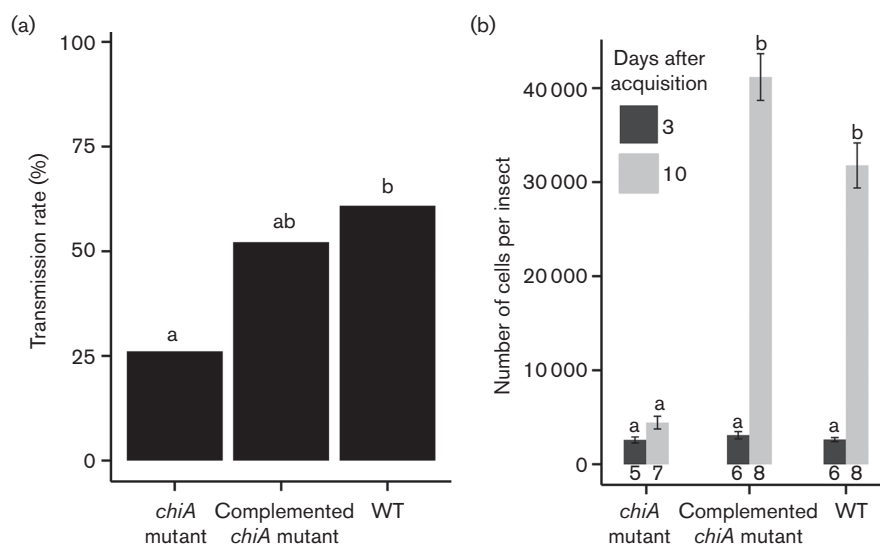 (a)
100
75
50
25
0
Transmission rate (%)
a
ab
b
chiA
mutant
Complemented
chiA mutant
WT
(b)
Days after
acquisition
3
10
40 000
30 000
20 000
10 000
0
Number of cells per insect
a
a
a
b
a
b
5
7
6
8
6
8
chiA
mutant
Complemented
chiA mutant
WT